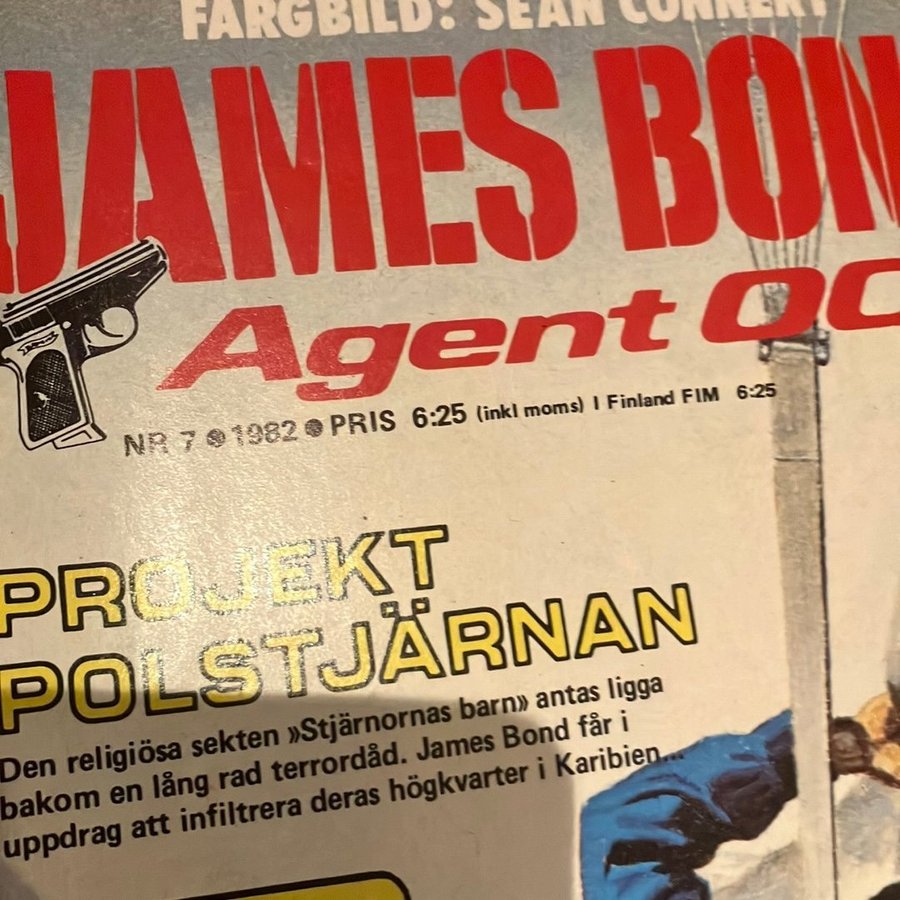 FÄRGBILD: SEAN CONNERY
JAMES BON
Agent 00
NR 7 ● 1982 ● PRIS 6:25 (inkl moms) I Finland FIM 6:25
PROJEKT
POLSTJÄRNAN
Den religiösa sekten »Stjärnornas barn» antas ligga
bakom en lång rad terrordåd. James Bond får i
uppdrag att infiltrera deras högkvarter i Karibien...